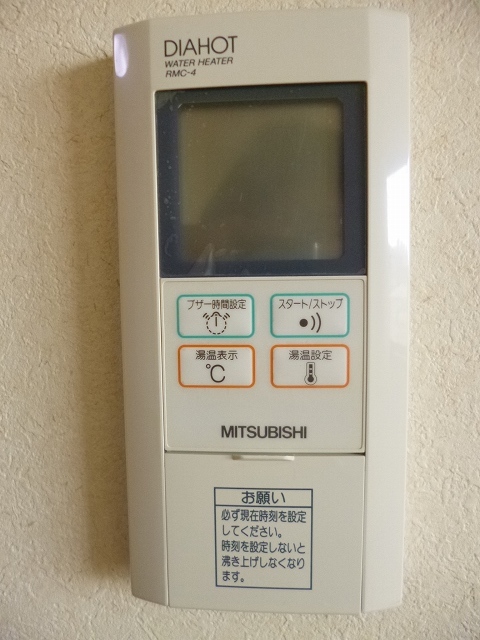 DIAHOT
WATER HEATER
RMC-4
ブザー時間設定 スタート/ストップ
湯温表示 湯温設定
℃
MITSUBISHI
お願い
必ず現在時刻を設定
してください。
時刻を設定しないと
沸き上げしなくなり
ます。